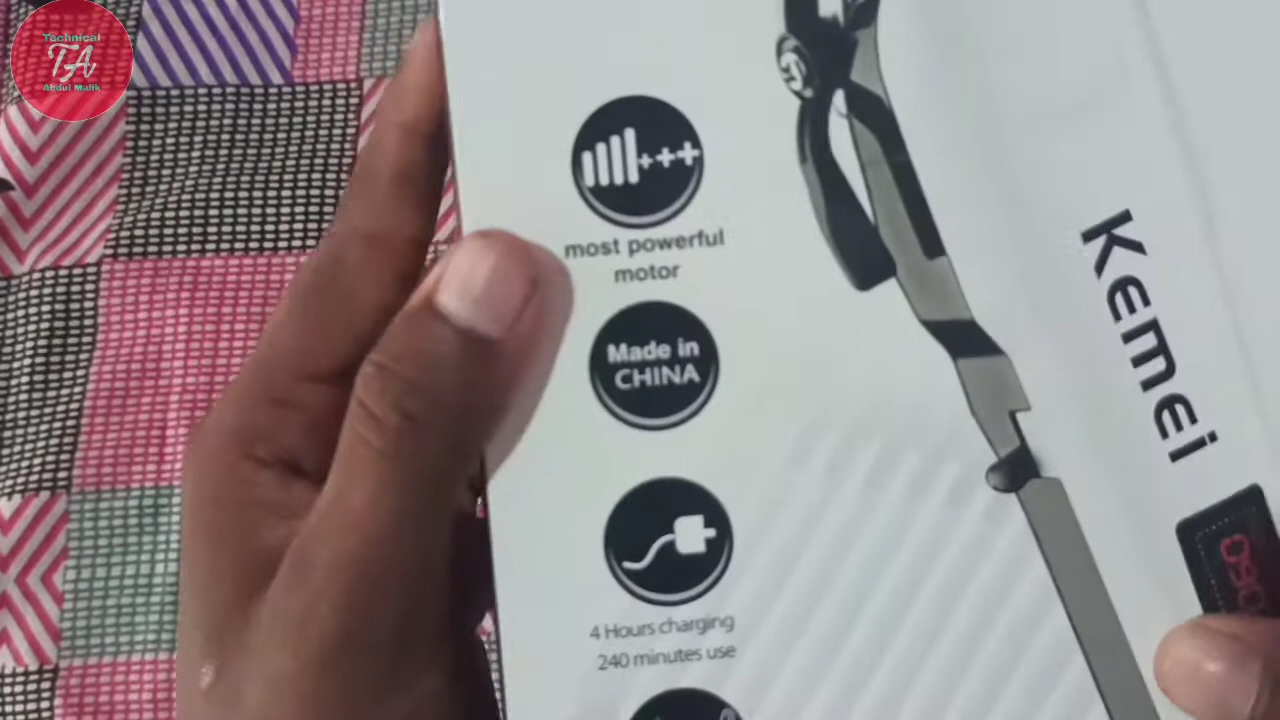 Technical
TA
Abdul Malik
most powerful
motor
Made in
CHINA
4 Hours charging
240 minutes use
Kemei